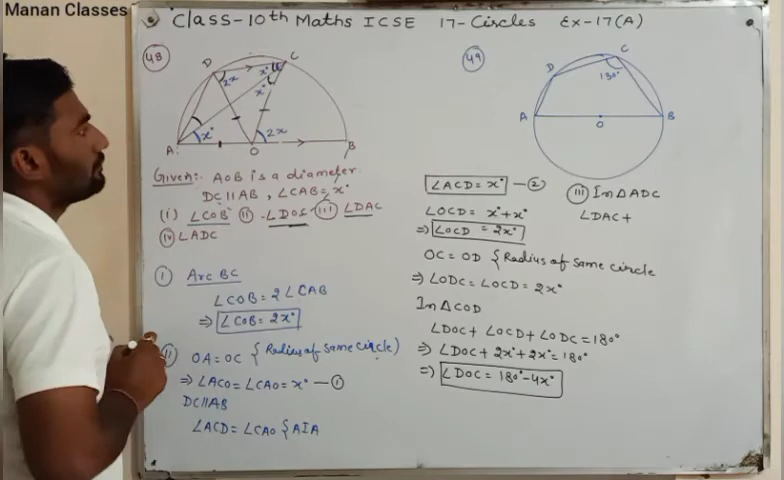 Manan Classes
Class-10th Maths ICSE 17-Circles Ex-17(A)
48
D
C
2x
x°
x°
x°
2x
A
O
B
Given:- AOB is a diameter
DC||AB, ∠CAB=x°
(i) ∠COB (ii) ∠DOC (iii) ∠DAC
(iv) ∠ADC
(i) Arc BC
∠COB=2∠CAB
⇒ ∠COB=2x°
(ii) OA=OC {Radius of same circle)
⇒∠ACO=∠CAO=x° —①
DC||AB
∠ACD=∠CAO {AIA
∠ACD=x° —②
∠OCD= x°+x°
⇒ ∠OCD = 2x°
OC=OD {Radius of same circle
⇒ ∠ODC=∠OCD=2x°
In △COD
∠DOC+∠OCD+∠ODC=180°
⇒ ∠DOC+2x°+2x°=180°
⇒ ∠DOC=180°-4x°
49
C
D
130°
A
O
B
(iii) In △ADC
∠DAC+